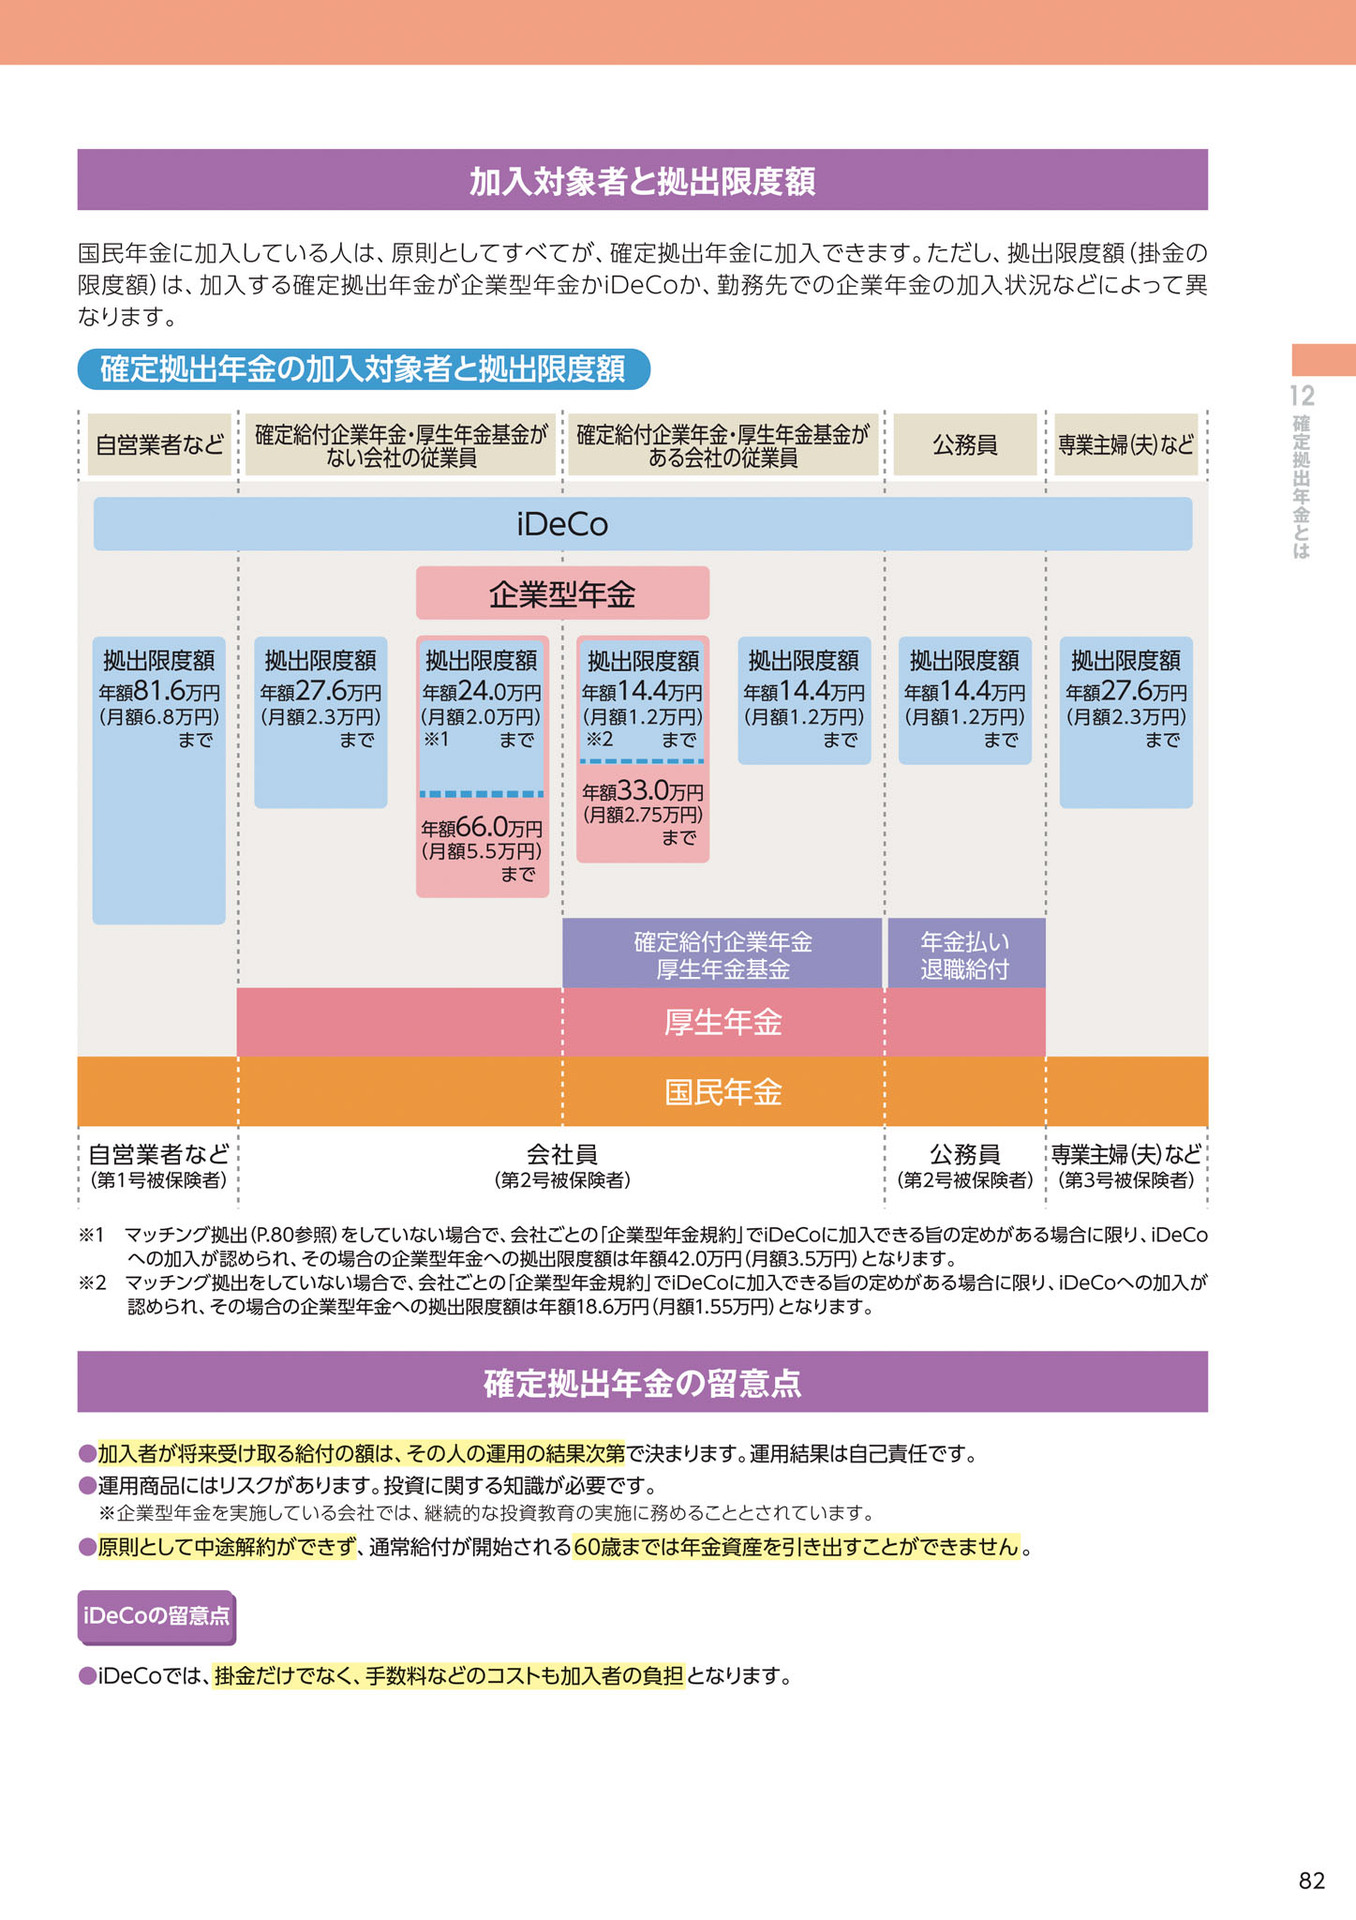 加入対象者と拠出限度額
国民年金に加入している人は、原則としてすべてが、確定拠出年金に加入できます。ただし、拠出限度額(掛金の
限度額)は、加入する確定拠出年金が企業型年金かiDeCoか、勤務先での企業年金の加入状況などによって異
なります。
確定拠出年金の加入対象者と拠出限度額
自営業者など
確定給付企業年金・厚生年金基金が
ない会社の従業員
確定給付企業年金・厚生年金基金が
ある会社の従業員
公務員
専業主婦(夫)など
iDeCo
企業型年金
拠出限度額
年額81.6万円
(月額6.8万円)
まで
拠出限度額
年額27.6万円
(月額2.3万円)
まで
拠出限度額
年額24.0万円
(月額2.0万円)
※1 まで
年額66.0万円
(月額5.5万円)
まで
拠出限度額
年額14.4万円
(月額1.2万円)
※2 まで
年額33.0万円
(月額2.75万円)
まで
拠出限度額
年額14.4万円
(月額1.2万円)
まで
拠出限度額
年額14.4万円
(月額1.2万円)
まで
拠出限度額
年額27.6万円
(月額2.3万円)
まで
確定給付企業年金
厚生年金基金
年金払い
退職給付
厚生年金
国民年金
自営業者など
(第1号被保険者)
会社員
(第2号被保険者)
公務員
(第2号被保険者)
専業主婦(夫)など
(第3号被保険者)
※1 マッチング拠出(P.80参照)をしていない場合で、会社ごとの「企業型年金規約」でiDeCoに加入できる旨の定めがある場合に限り、iDeCo
への加入が認められ、その場合の企業型年金への拠出限度額は年額42.0万円(月額3.5万円)となります。
※2 マッチング拠出をしていない場合で、会社ごとの「企業型年金規約」でiDeCoに加入できる旨の定めがある場合に限り、iDeCoへの加入が
認められ、その場合の企業型年金への拠出限度額は年額18.6万円(月額1.55万円)となります。
確定拠出年金の留意点
●加入者が将来受け取る給付の額は、その人の運用の結果次第で決まります。運用結果は自己責任です。
●運用商品にはリスクがあります。投資に関する知識が必要です。
※企業型年金を実施している会社では、継続的な投資教育の実施に務めることとされています。
●原則として中途解約ができず、通常給付が開始される60歳までは年金資産を引き出すことができません。
iDeCoの留意点
●iDeCoでは、掛金だけでなく、手数料などのコストも加入者の負担となります。
12
確定拠出年金とは
82